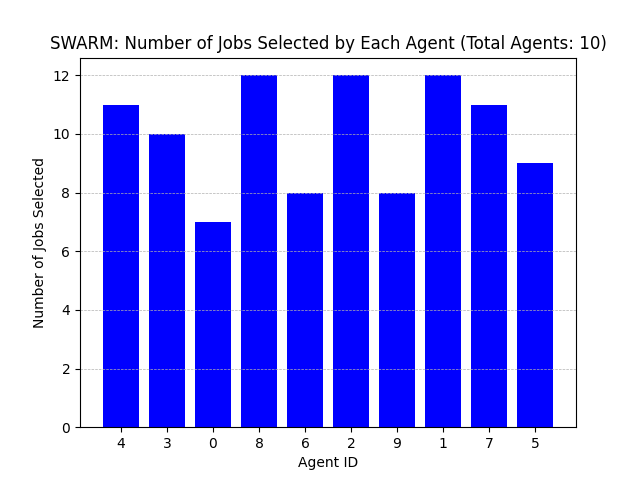 SWARM: Number of Jobs Selected by Each Agent (Total Agents: 10)
12
10
8
6
4
2
0
Number of Jobs Selected
4 3 0 8 6 2 9 1 7 5
Agent ID